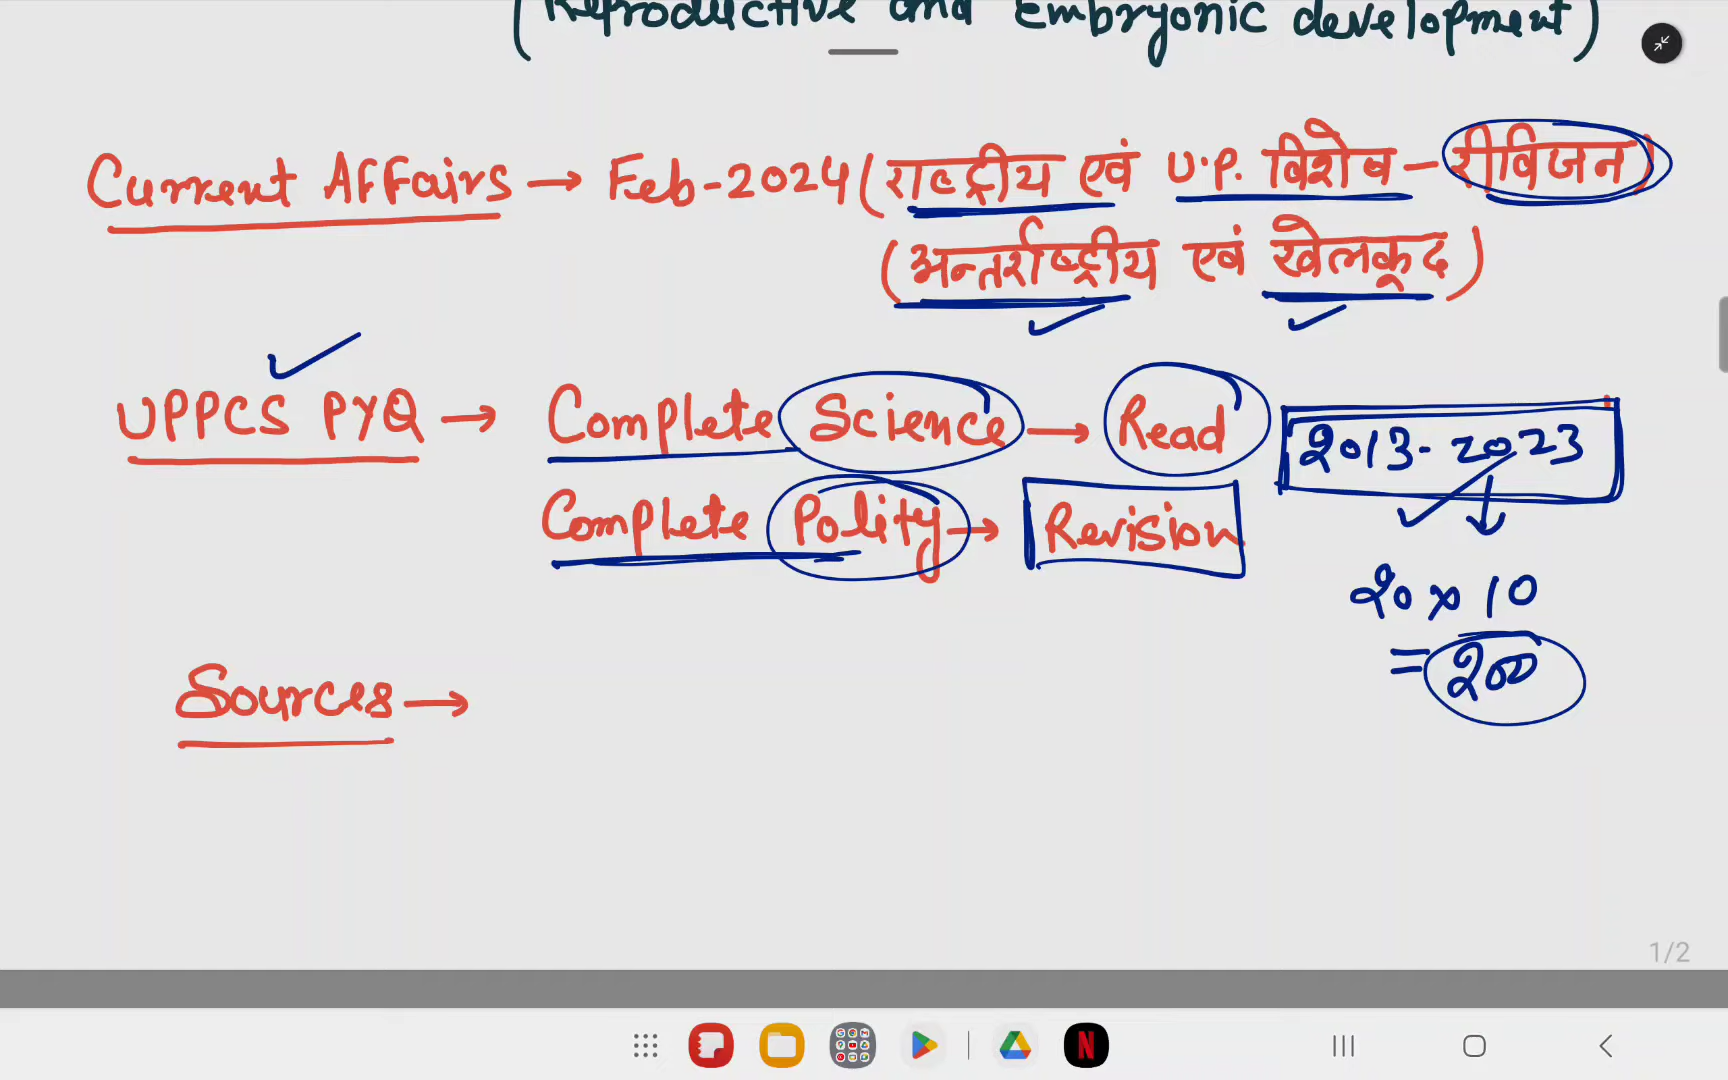 (Reproductive and Embryonic development)
Current Affairs → Feb-2024 (राष्ट्रीय एवं U.P. विशेष - रीविजन)
(अन्तर्राष्ट्रीय एवं खेलकूद)
UPPCS PYQ → Complete Science → Read
2013-2023
Complete Polity → Revision
20 x 10
= 200
Sources →
1/2
N